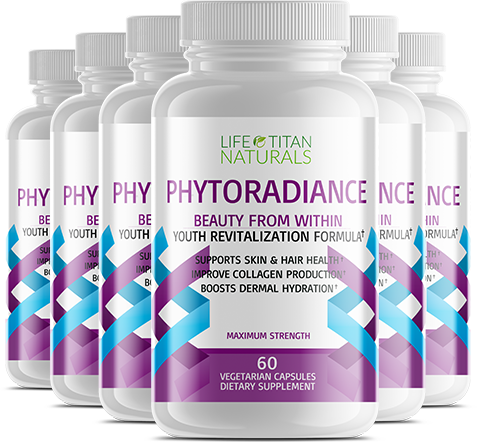 LIFE TITAN
NATURALS
PHYTORADIANCE
BEAUTY FROM WITHIN
YOUTH REVITALIZATION FORMULA†
SUPPORTS SKIN & HAIR HEALTH†
IMPROVE COLLAGEN PRODUCTION†
BOOSTS DERMAL HYDRATION†
MAXIMUM STRENGTH
60
VEGETARIAN CAPSULES
DIETARY SUPPLEMENT